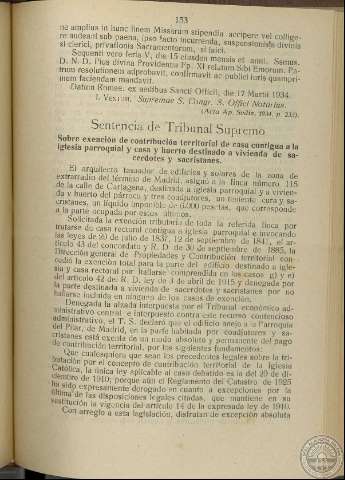 153
ne amplius in hunc finem Missarum stipendia accipere vel collige-
re audeant sub poena, ipso facto incurrenda, suspensionis a divinis
si clerici, privationis Sacramentorum, si laici.
Sequenti vero feria V, die 15 eiusdem mensis et anni, Ssmus.
D. N. D. Pius divina Providentia Pp. XI relatam Sibi Emorum. Pa-
trum resolutionem adprobavit, confirmavit ac publici iuris quampri-
mum faciendam mandavit.
Datum Romae, ex aedibus Sancti Officii, die 17 Martii 1934.
I. VENTURI, Supremae S. Congr. S. Officii Notarius.
(Acta Ap. Sedis, 1934, p. 233).
Sentencia de Tribunal Supremo
Sobre exención de contribución territorial de casa contigua a la
iglesia parroquial y casa y huerto destinado a vivienda de sa-
cerdotes y sacristanes.
El arquitecto tasador de edificios y solares de la zona de
extrarradio del término de Madrid, asignó a la finca número 115
de la calle de Cartagena, destinada a iglesia parroquial y a vivien-
da y huerto del párroco y tres coadjutores, un teniente cura y sa-
cristanes, un líquido imponible de 6.000 pesetas, que corresponde
a la parte ocupada por estos últimos.
Solicitada la exención tributaria de toda la referida finca por
tratarse de casa rectoral contigua a iglesia parroquial e invocando
las leyes de 20 de julio de 1837, 12 de septiembre de 1841, el ar-
tículo 43 del concordato y R. D. de 30 de septiembre de 1885, la
Dirección general de Propiedades y Contribución territorial con-
cedió la exención total para la parte del edificio destinado a igle-
sia y casa rectoral por hallarse comprendida en los casos g) y e)
del artículo 42 de R. D. ley de 3 de abril de 1915 y denegada por
la parte destinada a vivienda de sacerdotes y sacristanes por no
hallarse incluída en ninguno de los casos de exención.
Denegada la alzada interpuesta por el Tribunal económico ad-
ministrativo central e interpuesto contra este recurso contencioso
administrativo, el T. S. declaró que el edificio anejo a la Parroquia
del Pilar, de Madrid, en la parte habitada por coadjutores y sa-
cristanes está exenta de un modo absoluto y permanente del pago
de contribución territorial, por los siguientes fundamentos:
Que cualesquiera que sean los precedentes legales sobre la tri-
butación por el concepto de contribución territorial de la Iglesia
Católica, la única ley aplicable al caso debatido es la del 29 de di-
ciembre de 1910; porque aún el Reglamento del Catastro de 1925
ha sido expresamente derogado en cuanto a excepciones por la
última de las disposiciones legales citadas, que mantiene en su
restitución la vigencia del artículo 14 de la expresada ley de 1910.
Con arreglo a esta legislación, disfrutan de excepción absoluta